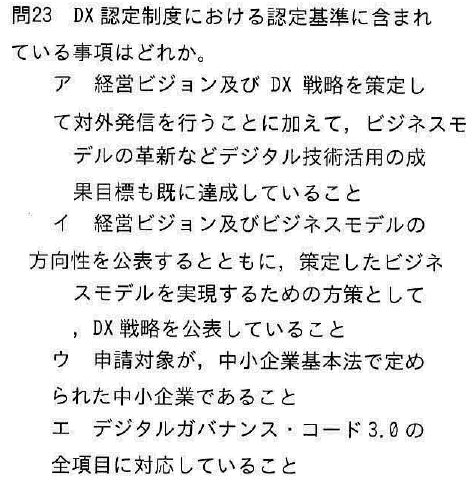 問23 DX認定制度における認定基準に含まれ
ている事項はどれか。
ア 経営ビジョン及び DX 戦略を策定し
て対外発信を行うことに加えて，ビジネスモ
デルの革新などデジタル技術活用の成
果目標も既に達成していること
イ 経営ビジョン及びビジネスモデルの
方向性を公表するとともに，策定したビジネ
スモデルを実現するための方策として
，DX戦略を公表していること
ウ 申請対象が，中小企業基本法で定め
られた中小企業であること
エ デジタルガバナンス・コード3.0の
全項目に対応していること